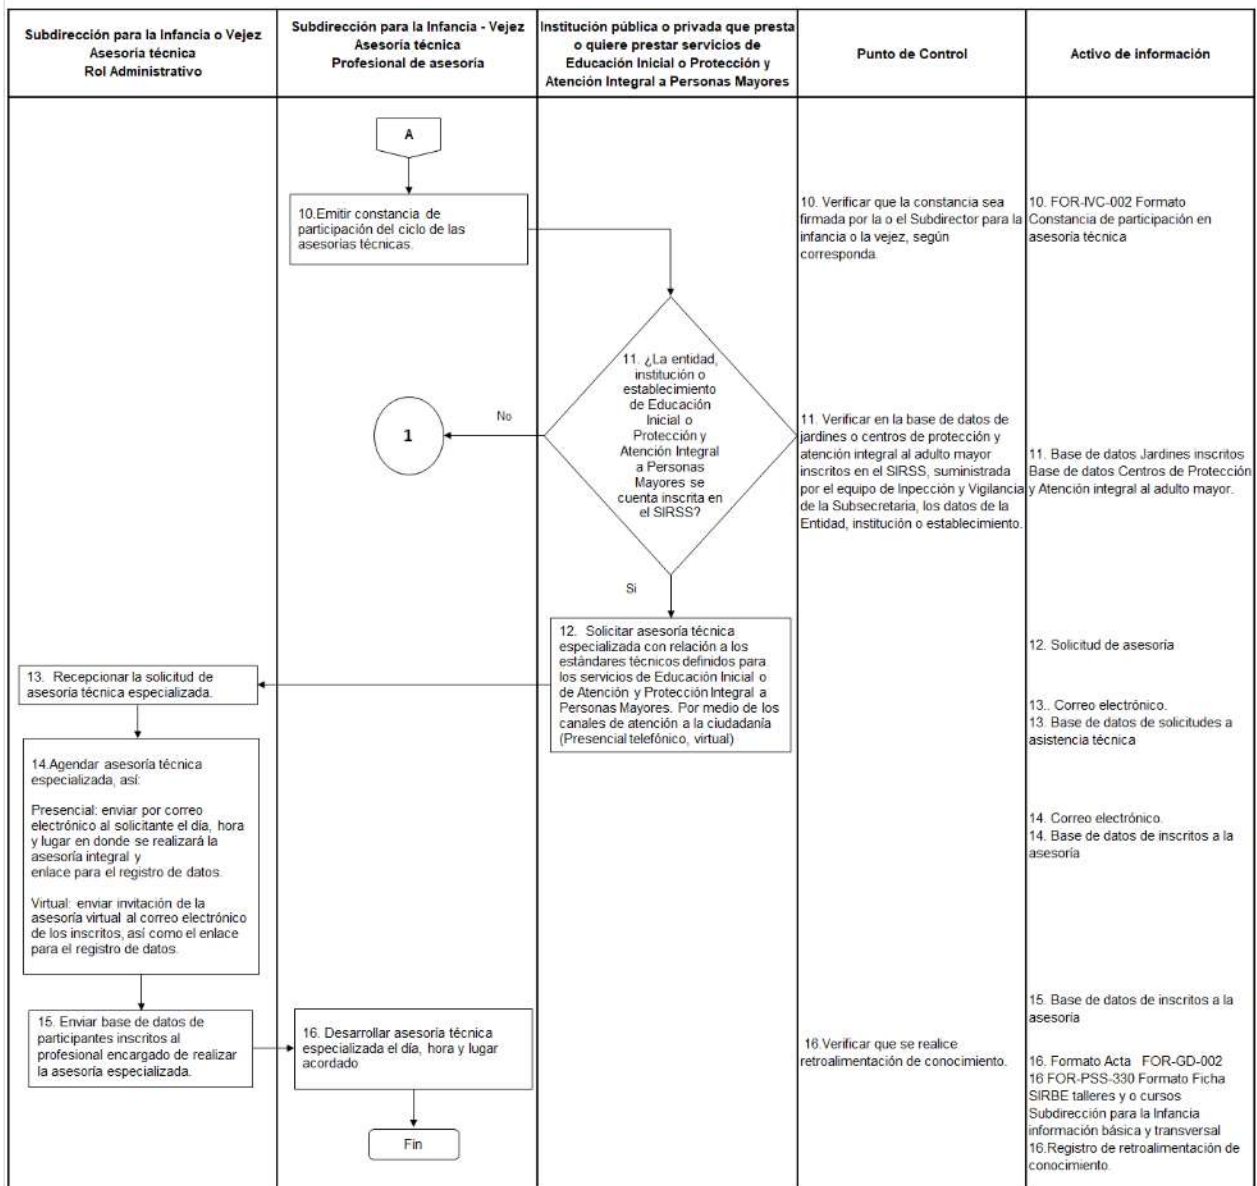 Subdirección para la Infancia o Vejez
Asesoría técnica
Rol Administrativo
Subdirección para la Infancia - Vejez
Asesoría técnica
Profesional de asesoría
Institución pública o privada que presta
o quiere prestar servicios de
Educación Inicial o Protección y
Atención Integral a Personas Mayores
Punto de Control
Activo de información
A
10.Emitir constancia de
participación del ciclo de las
asesorías técnicas.
10. Verificar que la constancia sea
firmada por la o el Subdirector para la
infancia o la vejez, según
corresponda.
10. FOR-IVC-002 Formato
Constancia de participación en
asesoría técnica
11. ¿La entidad,
institución o
establecimiento
de Educación
Inicial o
Protección y
Atención Integral
a Personas
Mayores se
cuenta inscrita en
el SIRSS?
No
1
11. Verificar en la base de datos de
jardines o centros de protección y
atención integral al adulto mayor
inscritos en el SIRSS, suministrada
por el equipo de Inpección y Vigilancia
de la Subsecretaria, los datos de la
Entidad, institución o establecimiento.
11. Base de datos Jardines inscritos
Base de datos Centros de Protección
y Atención integral al adulto mayor.
Si
12. Solicitar asesoría técnica
especializada con relación a los
estándares técnicos definidos para
los servicios de Educación Inicial o
de Atención y Protección Integral a
Personas Mayores. Por medio de los
canales de atención a la ciudadanía
(Presencial telefónico, virtual)
12. Solicitud de asesoría
13. Recepcionar la solicitud de
asesoría técnica especializada.
13.. Correo electrónico.
13. Base de datos de solicitudes a
asistencia técnica
14.Agendar asesoría técnica
especializada, así:
Presencial: enviar por correo
electrónico al solicitante el día, hora
y lugar en donde se realizará la
asesoría integral y
enlace para el registro de datos.
Virtual: enviar invitación de la
asesoría virtual al correo electrónico
de los inscritos, así como el enlace
para el registro de datos.
14. Correo electrónico.
14. Base de datos de inscritos a la
asesoría
15. Enviar base de datos de
participantes inscritos al
profesional encargado de realizar
la asesoría especializada.
15. Base de datos de inscritos a la
asesoría
16. Desarrollar asesoría técnica
especializada el día, hora y lugar
acordado
16.Verificar que se realice
retroalimentación de conocimiento.
16. Formato Acta FOR-GD-002
16 FOR-PSS-330 Formato Ficha
SIRBE talleres y o cursos
Subdirección para la Infancia
información básica y transversal
16.Registro de retroalimentación de
conocimiento.
Fin